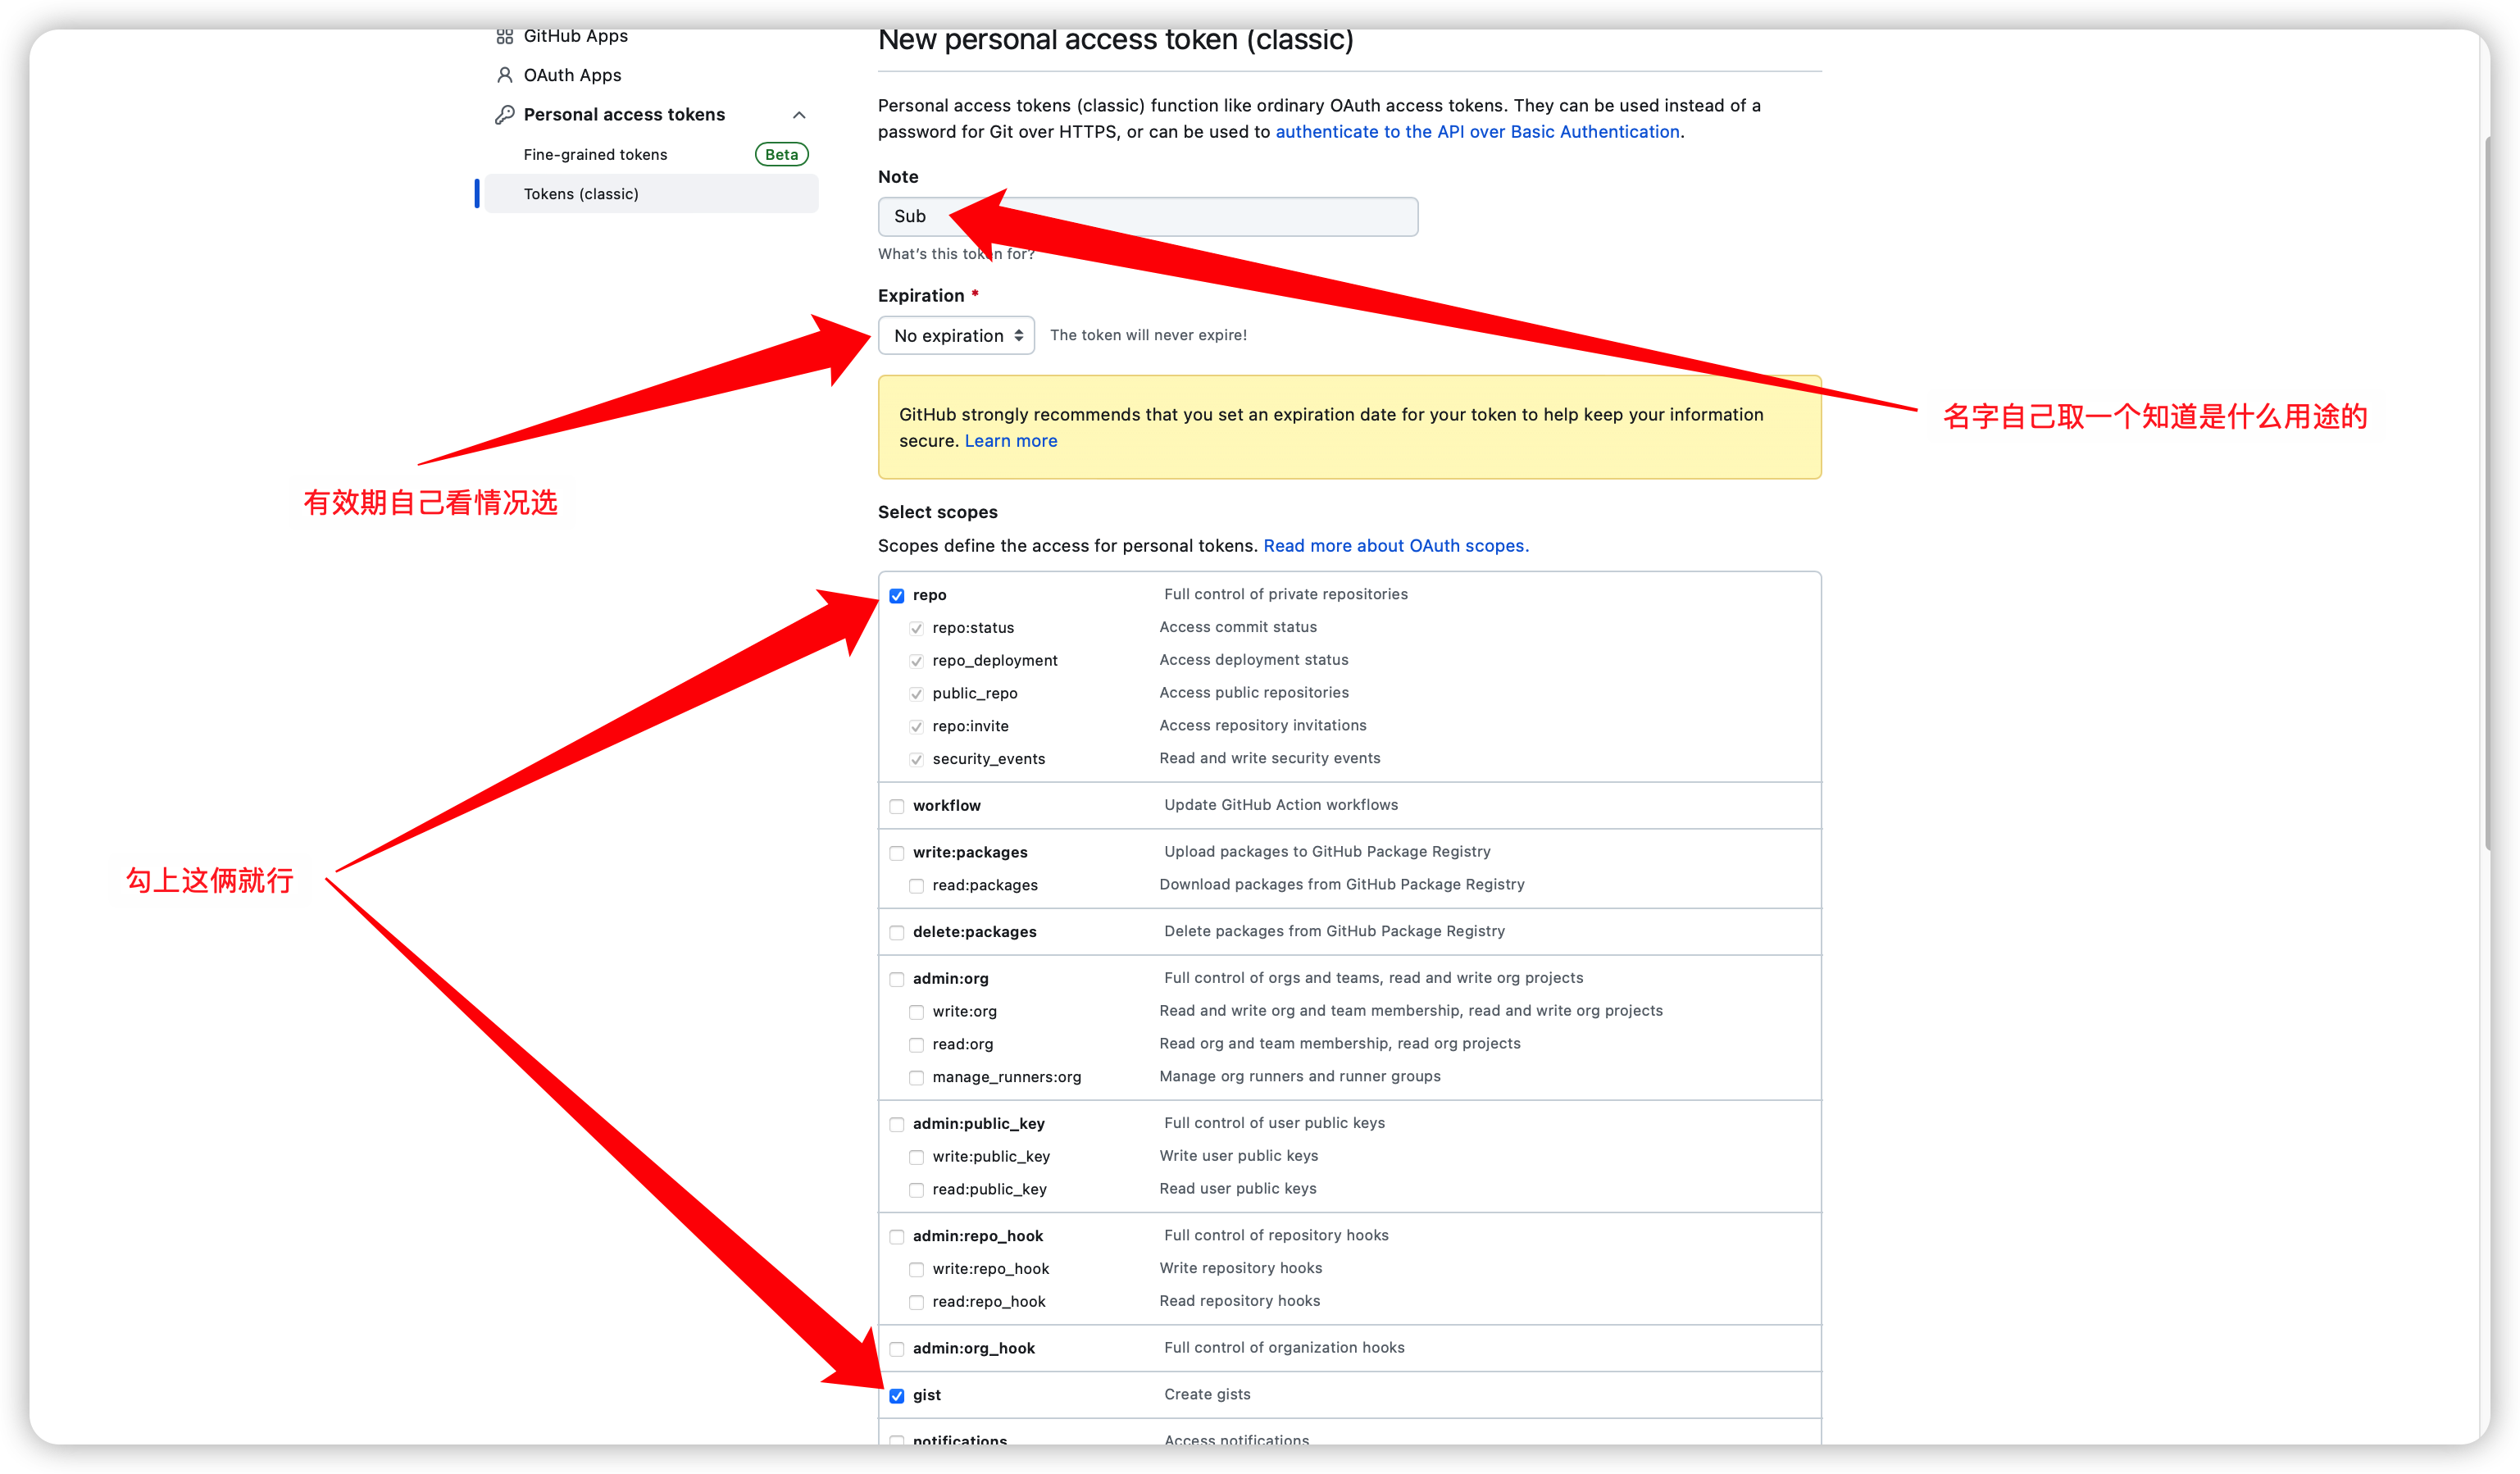 GitHub Apps
OAuth Apps
Personal access tokens
Fine-grained tokens
Beta
Tokens (classic)
New personal access token (classic)
Personal access tokens (classic) function like ordinary OAuth access tokens. They can be used instead of a
password for Git over HTTPS, or can be used to authenticate to the API over Basic Authentication.
Note
Sub
What's this token for?
Expiration *
No expiration
The token will never expire!
GitHub strongly recommends that you set an expiration date for your token to help keep your information
secure. Learn more
名字自己取一个知道是什么用途的
有效期自己看情况选
Select scopes
Scopes define the access for personal tokens. Read more about OAuth scopes.
repo Full control of private repositories
repo:status Access commit status
repo_deployment Access deployment status
public_repo Access public repositories
repo:invite Access repository invitations
security_events Read and write security events
workflow Update GitHub Action workflows
write:packages Upload packages to GitHub Package Registry
read:packages Download packages from GitHub Package Registry
勾上这俩就行
delete:packages Delete packages from GitHub Package Registry
admin:org Full control of orgs and teams, read and write org projects
write:org Read and write org and team membership, read and write org projects
read:org Read org and team membership, read org projects
manage_runners:org Manage org runners and runner groups
admin:public_key Full control of user public keys
write:public_key Write user public keys
read:public_key Read user public keys
admin:repo_hook Full control of repository hooks
write:repo_hook Write repository hooks
read:repo_hook Read repository hooks
admin:org_hook Full control of organization hooks
gist Create gists
notifications Access notifications